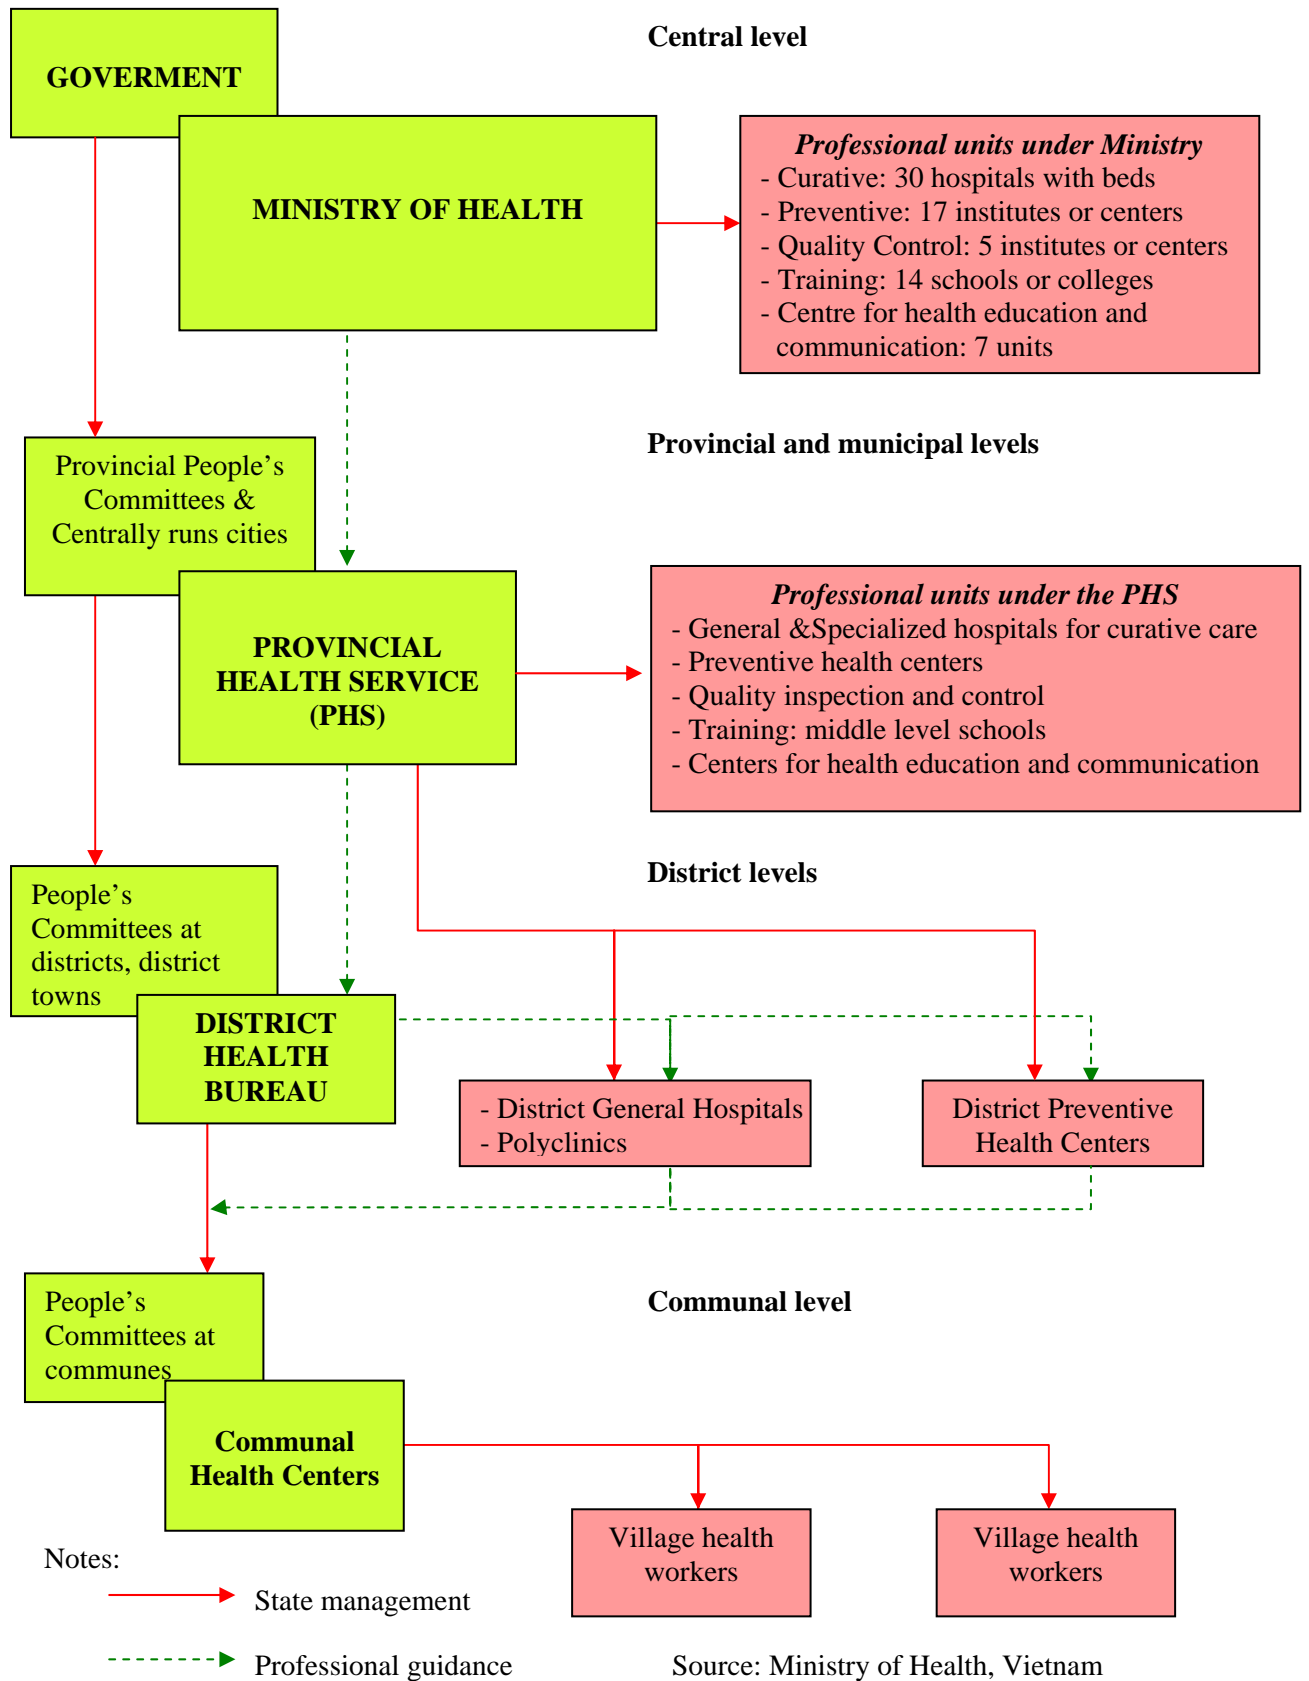 Central level
GOVERMENT
MINISTRY OF HEALTH
Professional units under Ministry
- Curative: 30 hospitals with beds
- Preventive: 17 institutes or centers
- Quality Control: 5 institutes or centers
- Training: 14 schools or colleges
- Centre for health education and
communication: 7 units
Provincial and municipal levels
Provincial People’s
Committees &
Centrally runs cities
PROVINCIAL
HEALTH SERVICE
(PHS)
Professional units under the PHS
- General &Specialized hospitals for curative care
- Preventive health centers
- Quality inspection and control
- Training: middle level schools
- Centers for health education and communication
District levels
People’s
Committees at
districts, district
towns
DISTRICT
HEALTH
BUREAU
- District General Hospitals
- Polyclinics
District Preventive
Health Centers
Communal level
People’s
Committees at
communes
Communal
Health Centers
Village health
workers
Village health
workers
Notes:
State management
Professional guidance
Source: Ministry of Health, Vietnam